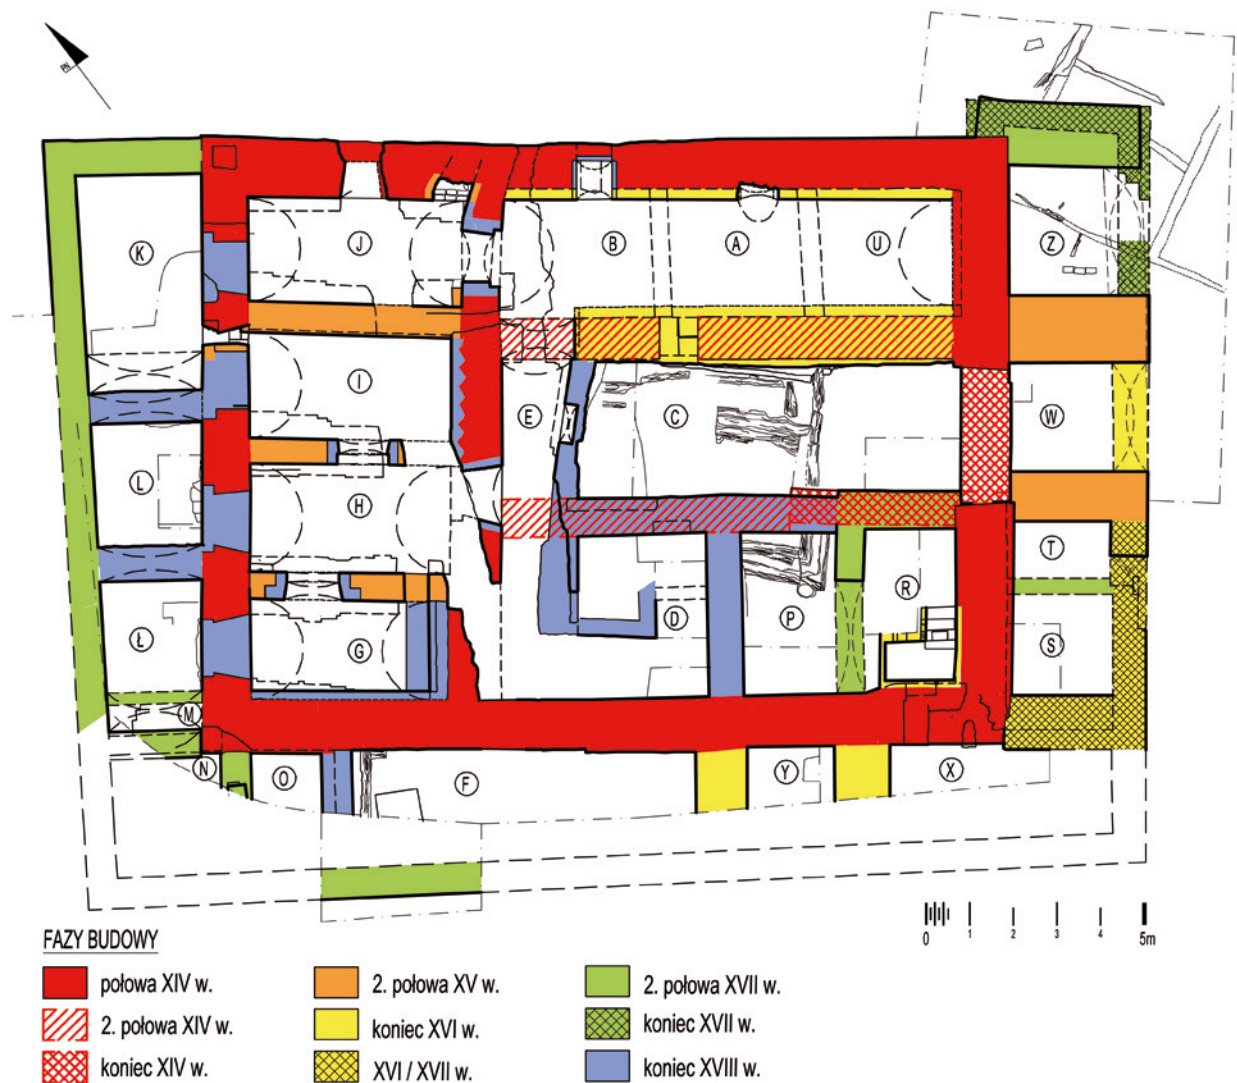 PŁN
K
J
B
A
U
Z
I
E
C
W
L
H
T
Ł
G
D
P
R
S
M
N
O
F
Y
X
0 1 2 3 4 5m
FAZY BUDOWY
połowa XIV w.
2. połowa XIV w.
koniec XIV w.
2. połowa XV w.
koniec XVI w.
XVI / XVII w.
2. połowa XVII w.
koniec XVII w.
koniec XVIII w.